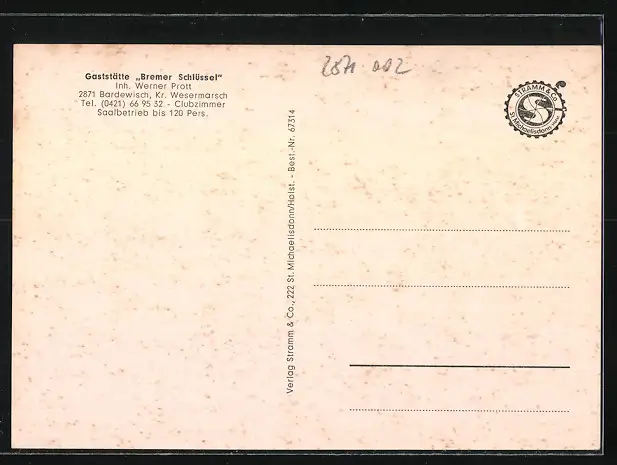 Gaststätte „Bremer Schlüssel"
Inh. Werner Prott
2871 Bardewisch, Kr. Wesermarsch
Tel. (0421) 66 95 32 - Clubzimmer
Saalbetrieb bis 120 Pers.
Verlag Stramm & Co., 222 St. Michaelisdonn/Holst. - Best.-Nr. 67314
2871 002
STRAMM & Co.
St. Michaelisdonn